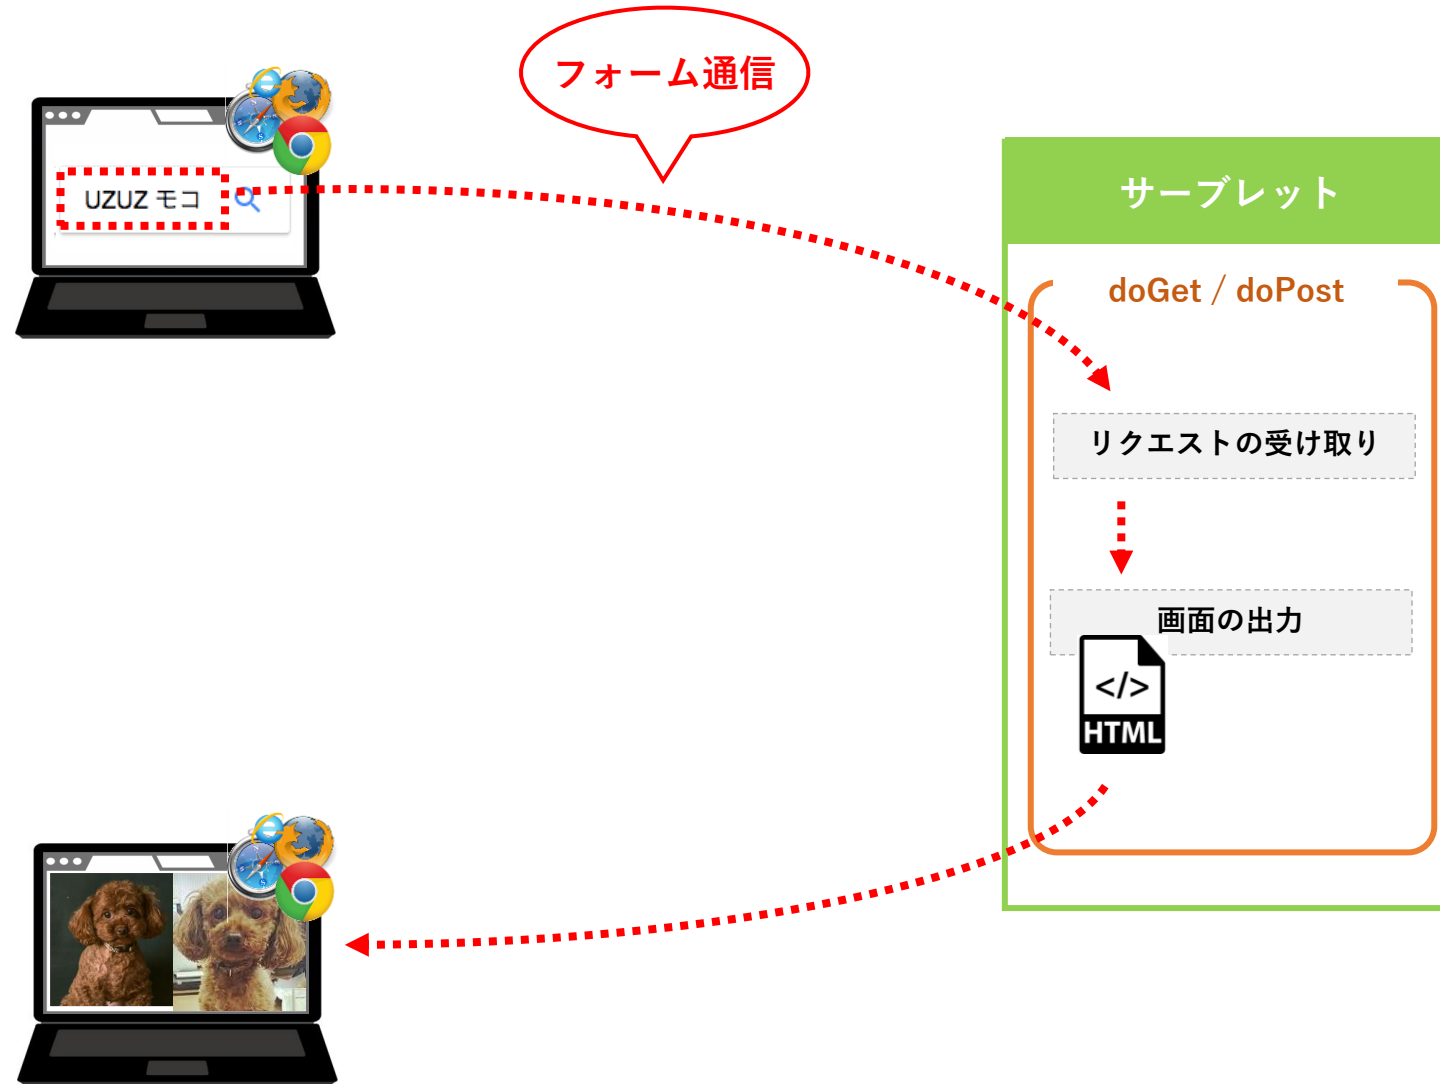 フォーム通信
UZUZ モコ
サーブレット
doGet / doPost
リクエストの受け取り
画面の出力
</>
HTML